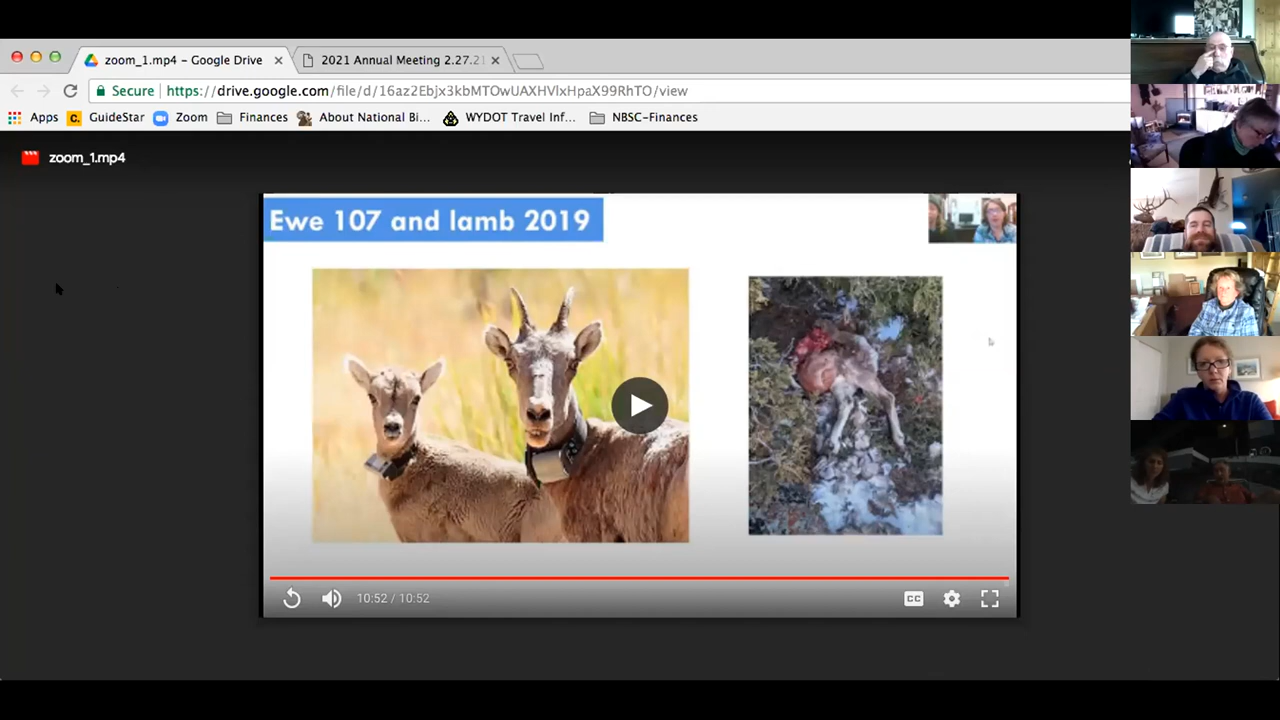 zoom_1.mp4 – Google Drive
2021 Annual Meeting 2.27.21
Secure
https://drive.google.com/file/d/16az2Ebjx3kbMTOwUAXHVlxHpaX99RhTO/view
Apps
GuideStar
Zoom
Finances
About National Bi...
WYDOT Travel Inf...
NBSC-Finances
zoom_1.mp4
Ewe 107 and lamb 2019
10:52 / 10:52
CC